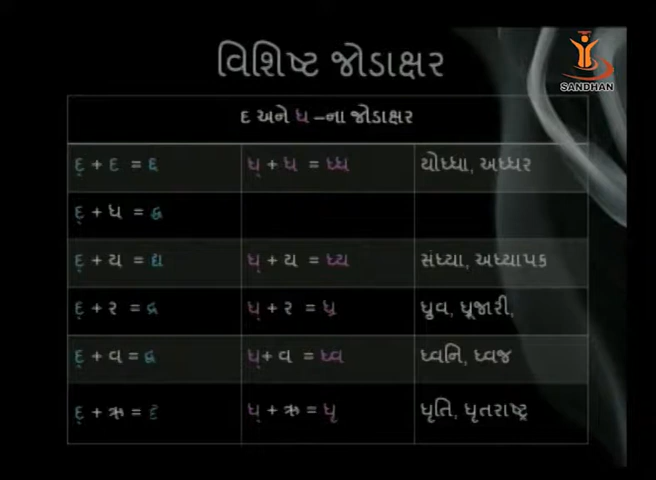 વિશિષ્ટ જોડાક્ષર
SANDHAN
દ અને ધ –ના જોડાક્ષર
દ્ + દ = દ્દ ધ્ + ધ = ધ્ધ યોધ્ધા, અધ્ધર
દ્ + ધ = દ્ધ
દ્ + ય = દ્ય ધ્ + ય = ધ્ય સંધ્યા, અધ્યાપક
દ્ + ર = દ્ર ધ્ + ર = ધ્ર ધ્રુવ, ધ્રૂજારી,
દ્ + વ = દ્વ ધ્ + વ = ધ્વ ધ્વનિ, ધ્વજ
દ્ + ઋ = દૃ ધ્ + ઋ = ધૃ ધૃતિ, ધૃતરાષ્ટ્ર